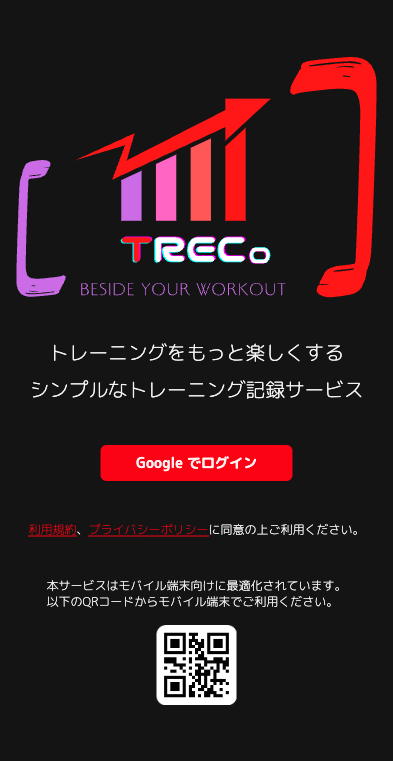 TRECo
BESIDE YOUR WORKOUT
トレーニングをもっと楽しくする
シンプルなトレーニング記録サービス
Google でログイン
利用規約、プライバシーポリシーに同意の上ご利用ください。
本サービスはモバイル端末向けに最適化されています。
以下のQRコードからモバイル端末でご利用ください。